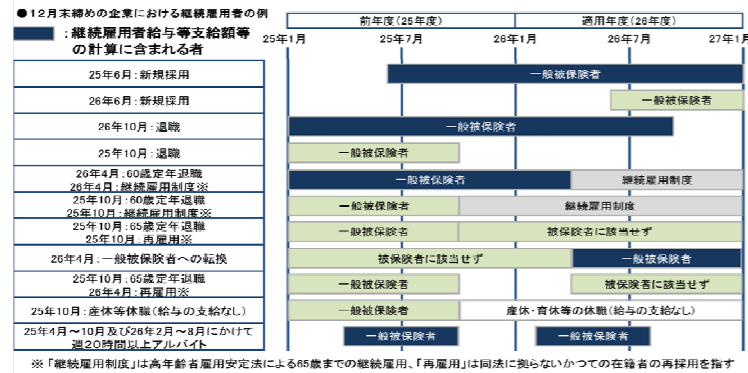 ●12月末締めの企業における継続雇用者の例
:継続雇用者給与等支給額等
の計算に含まれる者
前年度(25年度)
適用年度(26年度)
25年1月
25年7月
26年1月
26年7月
27年1月
25年6月:新規採用
一般被保険者
26年6月:新規採用
一般被保険者
26年10月:退職
一般被保険者
25年10月:退職
一般被保険者
26年4月:60歳定年退職
26年4月:継続雇用制度※
一般被保険者
継続雇用制度
25年10月:60歳定年退職
25年10月:継続雇用制度※
一般被保険者
継続雇用制度
25年10月:65歳定年退職
25年10月:再雇用※
一般被保険者
被保険者に該当せず
26年4月:一般被保険者への転換
被保険者に該当せず
一般被保険者
25年10月:65歳定年退職
26年4月:再雇用※
一般被保険者
被保険者に該当せず
25年10月:産休等休職(給与の支給なし)
一般被保険者
産休・育休等の休職(給与の支給なし)
25年4月~10月及び26年2月~8月にかけて
週20時間以上アルバイト
一般被保険者
一般被保険者
※「継続雇用制度」は高年齢者雇用安定法による65歳までの継続雇用、「再雇用」は同法に拠らないかつての在籍者の再採用を指す